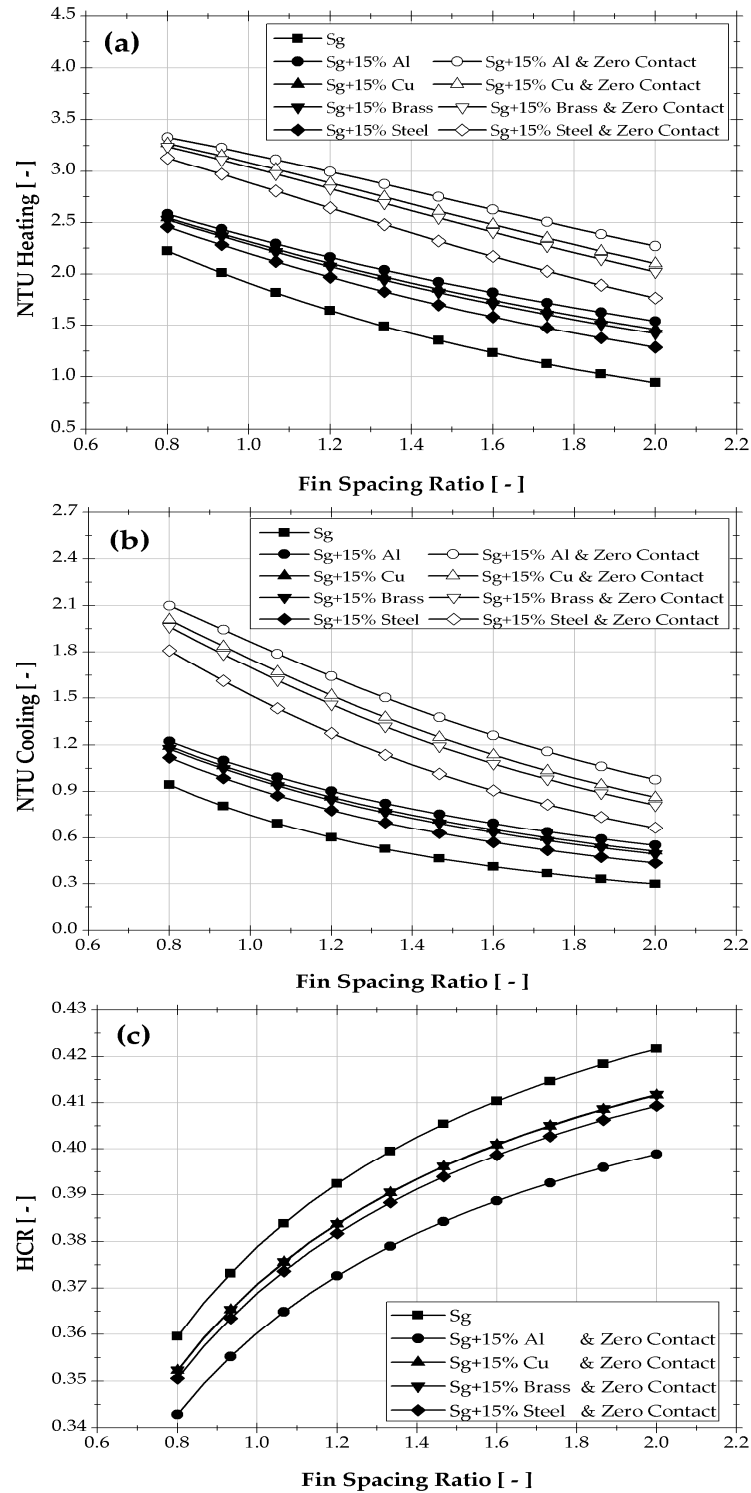 (a)
Sg
Sg+15% Al
Sg+15% Al & Zero Contact
Sg+15% Cu
Sg+15% Cu & Zero Contact
Sg+15% Brass
Sg+15% Brass & Zero Contact
Sg+15% Steel
Sg+15% Steel & Zero Contact
NTU Heating [ - ]
4.5
4.0
3.5
3.0
2.5
2.0
1.5
1.0
0.5
0.6 0.8 1.0 1.2 1.4 1.6 1.8 2.0 2.2
Fin Spacing Ratio [ - ]
(b)
Sg
Sg+15% Al
Sg+15% Al & Zero Contact
Sg+15% Cu
Sg+15% Cu & Zero Contact
Sg+15% Brass
Sg+15% Brass & Zero Contact
Sg+15% Steel
Sg+15% Steel & Zero Contact
NTU Cooling [ - ]
2.7
2.4
2.1
1.8
1.5
1.2
0.9
0.6
0.3
0.0
0.6 0.8 1.0 1.2 1.4 1.6 1.8 2.0 2.2
Fin Spacing Ratio [ - ]
(c)
HCR [ - ]
0.43
0.42
0.41
0.40
0.39
0.38
0.37
0.36
0.35
0.34
Sg
Sg+15% Al & Zero Contact
Sg+15% Cu & Zero Contact
Sg+15% Brass & Zero Contact
Sg+15% Steel & Zero Contact
0.6 0.8 1.0 1.2 1.4 1.6 1.8 2.0 2.2
Fin Spacing Ratio [ - ]